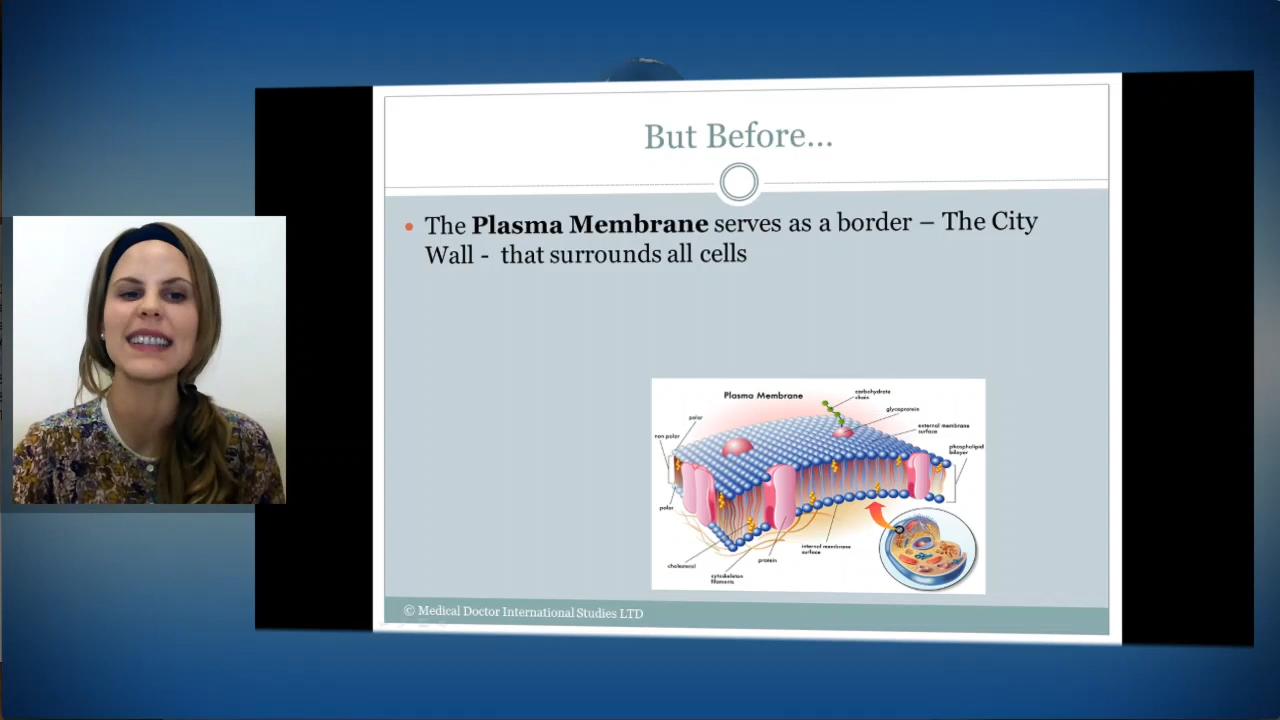 But Before...
• The Plasma Membrane serves as a border – The City
Wall - that surrounds all cells
Plasma Membrane
carbohydrate
chain
polar
glycoprotein
non polar
external membrane
surface
phospholipid
bilayer
polar
internal membrane
surface
protein
cholesterol
cytoskeleton
filaments
© Medical Doctor International Studies LTD